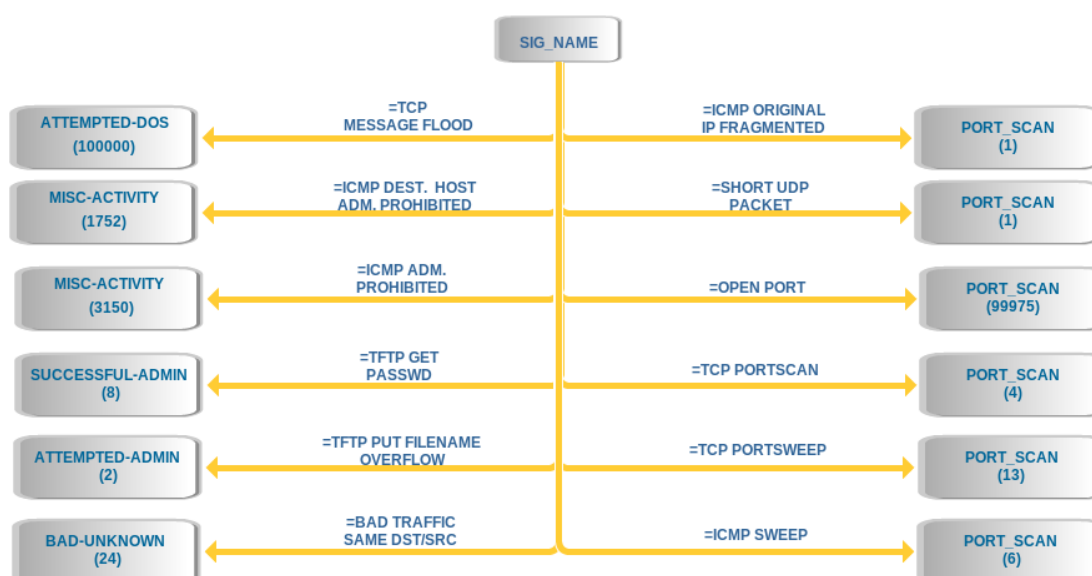 SIG_NAME
=TCP
MESSAGE FLOOD
ATTEMPTED-DOS
(100000)
=ICMP ORIGINAL
IP FRAGMENTED
PORT_SCAN
(1)
=ICMP DEST. HOST
ADM. PROHIBITED
MISC-ACTIVITY
(1752)
=SHORT UDP
PACKET
PORT_SCAN
(1)
=ICMP ADM.
PROHIBITED
MISC-ACTIVITY
(3150)
=OPEN PORT
PORT_SCAN
(99975)
=TFTP GET
PASSWD
SUCCESSFUL-ADMIN
(8)
=TCP PORTSCAN
PORT_SCAN
(4)
=TFTP PUT FILENAME
OVERFLOW
ATTEMPTED-ADMIN
(2)
=TCP PORTSWEEP
PORT_SCAN
(13)
=BAD TRAFFIC
SAME DST/SRC
BAD-UNKNOWN
(24)
=ICMP SWEEP
PORT_SCAN
(6)